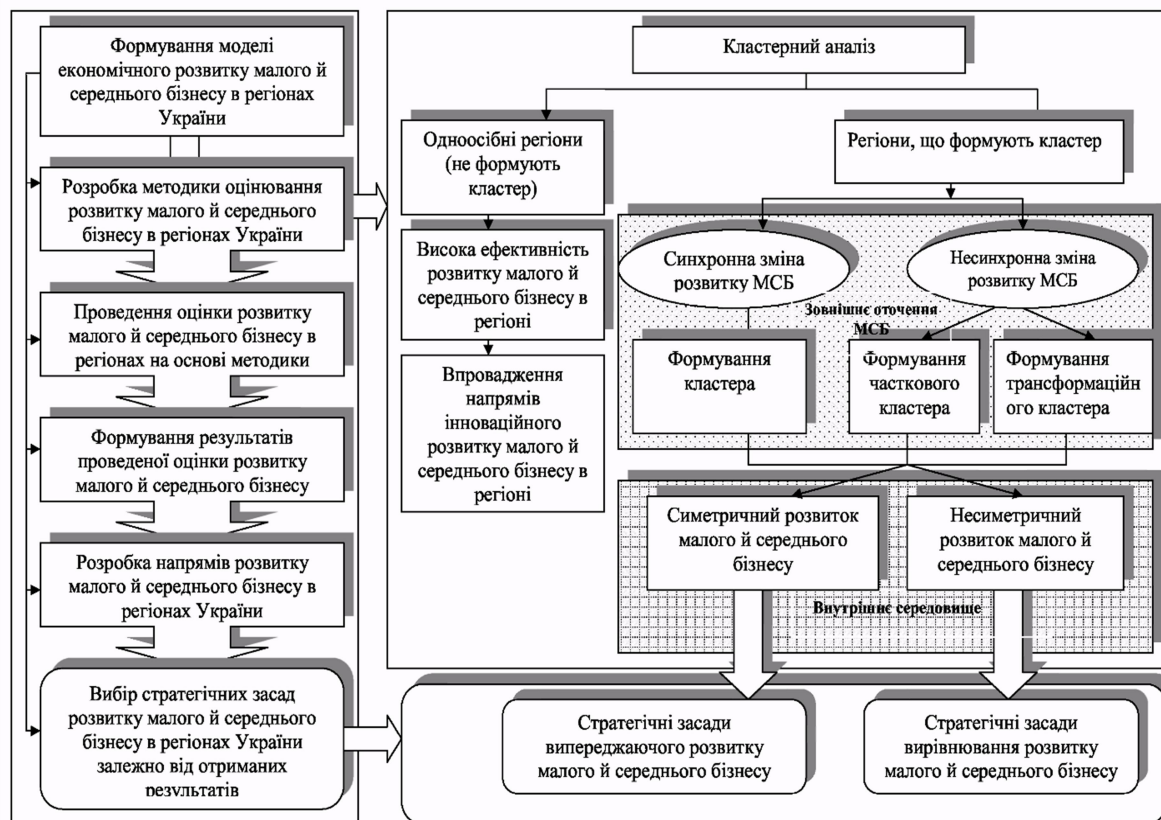 Формування моделі
економічного розвитку малого й
середнього бізнесу в регіонах
України
Розробка методики оцінювання
розвитку малого й середнього
бізнесу в регіонах України
Проведення оцінки розвитку
малого й середнього бізнесу в
регіонах на основі методики
Формування результатів
проведеної оцінки розвитку
малого й середнього бізнесу
Розробка напрямів розвитку
малого й середнього бізнесу в
регіонах України
Вибір стратегічних засад
розвитку малого й середнього
бізнесу в регіонах України
залежно від отриманих
результатів
Кластерний аналіз
Одноосібні регіони
(не формують
кластер)
Висока ефективність
розвитку малого й
середнього бізнесу в
регіоні
Впровадження
напрямів
інноваційного
розвитку малого й
середнього бізнесу в
регіоні
Регіони, що формують кластер
Синхронна зміна
розвитку МСБ
Несинхронна зміна
розвитку МСБ
Зовнішнє оточення
МСБ
Формування
кластера
Формування
часткового
кластера
Формування
трансформаційн
ого кластера
Симетричний розвиток
малого й середнього
бізнесу
Несиметричний
розвиток малого й
середнього бізнесу
Внутрішнє середовище
Стратегічні засади
випереджаючого розвитку
малого й середнього бізнесу
Стратегічні засади
вирівнювання розвитку
малого й середнього бізнесу